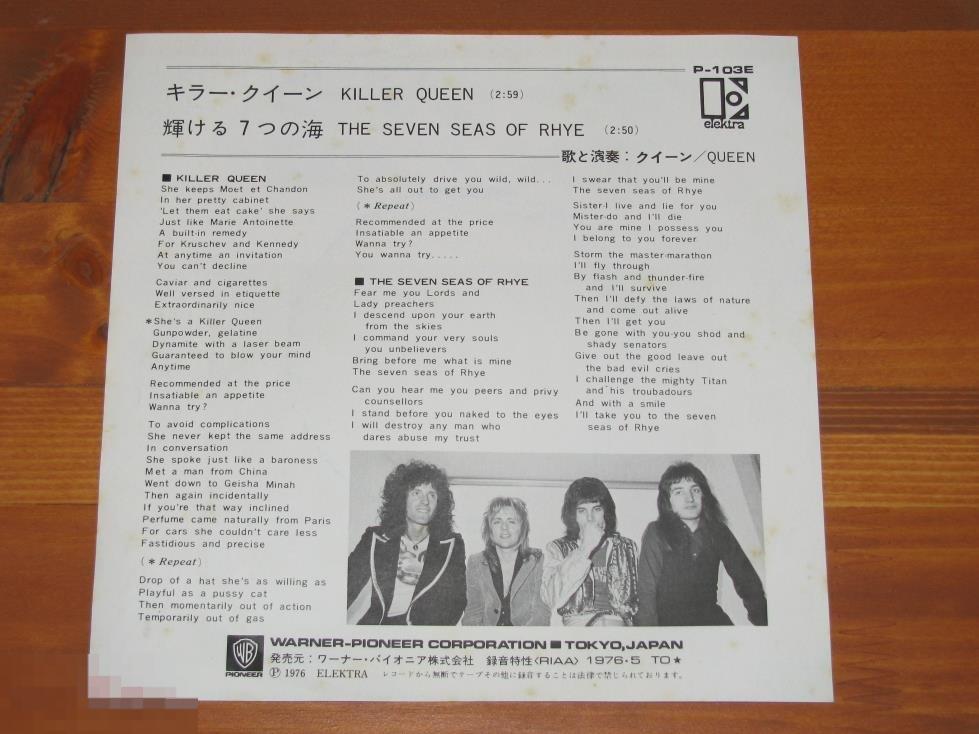 P-103E
elektra
キラー・クイーン KILLER QUEEN (2:59)
輝ける7つの海 THE SEVEN SEAS OF RHYE (2:50)
歌と演奏：クイーン／QUEEN
■ KILLER QUEEN
She keeps Moet et Chandon
In her pretty cabinet
'Let them eat cake' she says
Just like Marie Antoinette
A built-in remedy
For Kruschev and Kennedy
At anytime an invitation
You can't decline
Caviar and cigarettes
Well versed in etiquette
Extraordinarily nice
*She's a Killer Queen
Gunpowder, gelatine
Dynamite with a laser beam
Guaranteed to blow your mind
Anytime
Recommended at the price
Insatiable an appetite
Wanna try?
To avoid complications
She never kept the same address
In conversation
She spoke just like a baroness
Met a man from China
Went down to Geisha Minah
Then again incidentally
If you're that way inclined
Perfume came naturally from Paris
For cars she couldn't care less
Fastidious and precise
(* Repeat)
Drop of a hat she's as willing as
Playful as a pussy cat
Then momentarily out of action
Temporarily out of gas
To absolutely drive you wild, wild...
She's all out to get you
(* Repeat)
Recommended at the price
Insatiable an appetite
Wanna try?
You wanna try.....
■ THE SEVEN SEAS OF RHYE
Fear me you Lords and
Lady preachers
I descend upon your earth
from the skies
I command your very souls
you unbelievers
Bring before me what is mine
The seven seas of Rhye
Can you hear me you peers and privy
counsellors
I stand before you naked to the eyes
I will destroy any man who
dares abuse my trust
I swear that you'll be mine
The seven seas of Rhye
Sister-I live and lie for you
Mister-do and I'll die
You are mine I possess you
I belong to you forever
Storm the master-marathon
I'll fly through
By flash and thunder-fire
and I'll survive
Then I'll defy the laws of nature
and come out alive
Then I'll get you
Be gone with you-you shod and
shady senators
Give out the good leave out
the bad evil cries
I challenge the mighty Titan
and his troubadours
And with a smile
I'll take you to the seven
seas of Rhye
WB
PIONEER
WARNER-PIONEER CORPORATION ■ TOKYO,JAPAN
発売元：ワーナー・パイオニア株式会社 録音特性〈RIAA〉 1976・5 TO★
Ⓟ 1976 ELEKTRA レコードから無断でテープその他に録音することは法律で禁じられております。